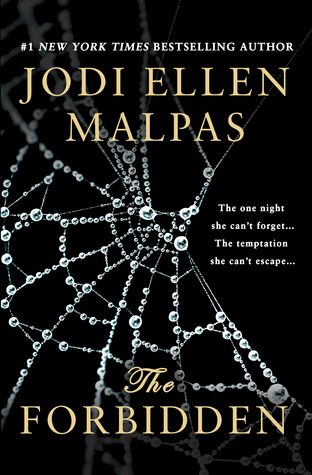 #1 NEW YORK TIMES BESTSELLING AUTHOR
JODI ELLEN
MALPAS
The one night
she can't forget...
The temptation
she can't escape...
The
FORBIDDEN